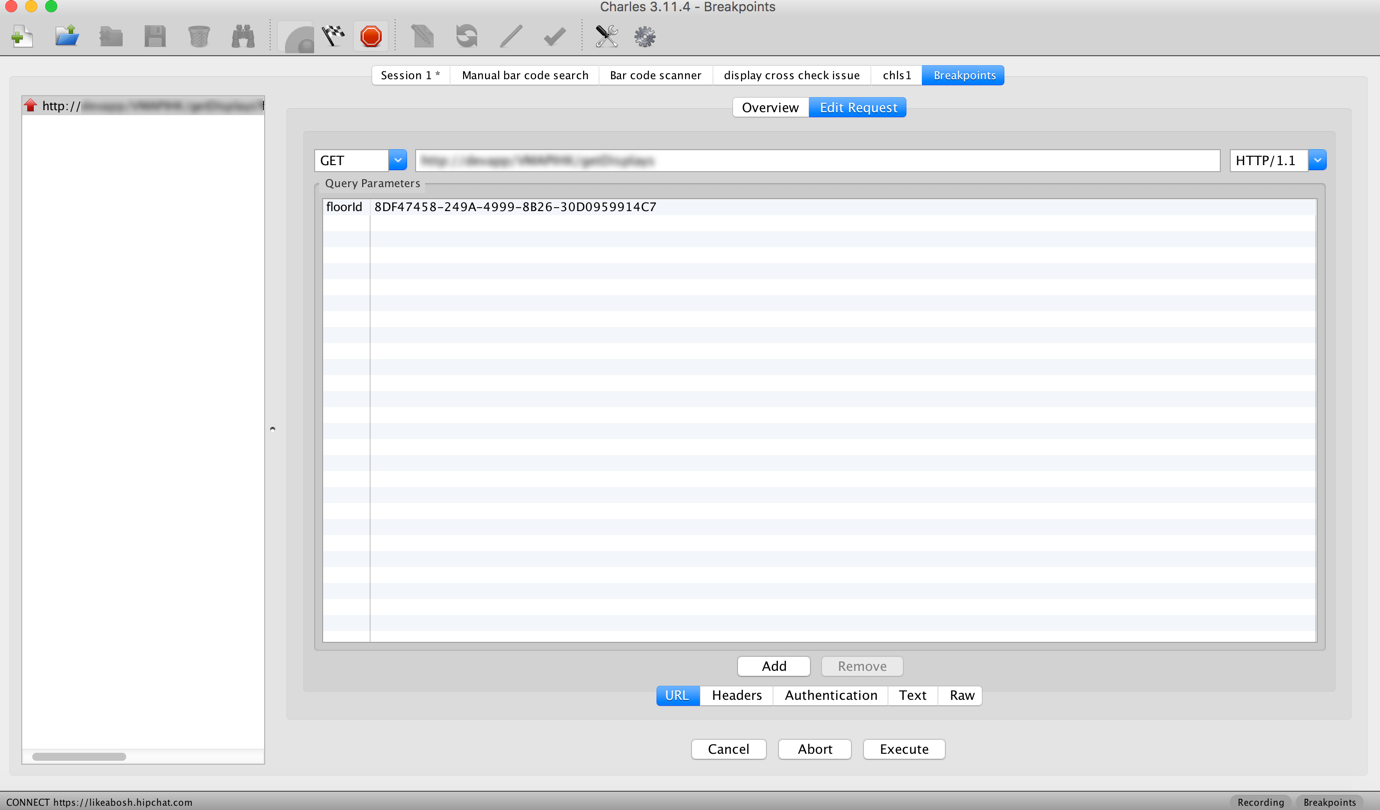 Charles 3.11.4 - Breakpoints
Session 1 * Manual bar code search Bar code scanner display cross check issue chls1 Breakpoints
http://
Overview Edit Request
GET HTTP/1.1
Query Parameters
floorId 8DF47458-249A-4999-8B26-30D0959914C7
Add Remove
URL Headers Authentication Text Raw
Cancel Abort Execute
CONNECT https://likeabosh.hipchat.com Recording Breakpoints